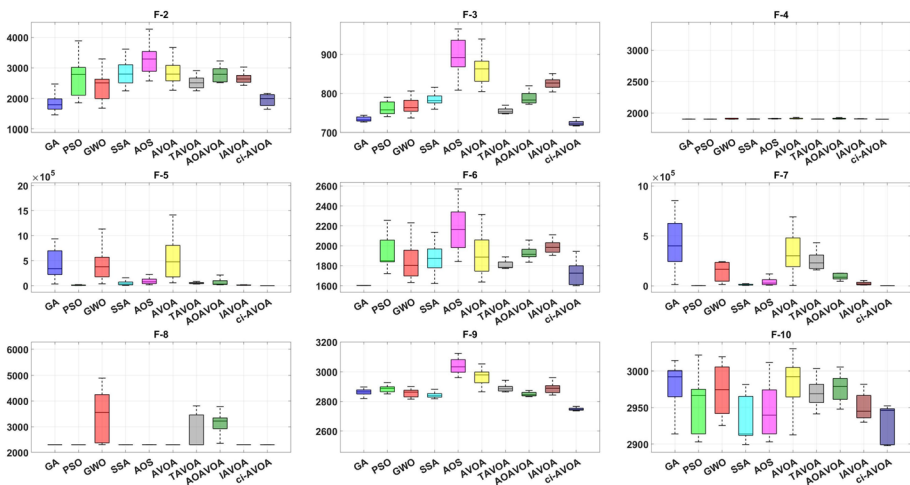 F-2
4000
3000
2000
1000
GA PSO GWO SSA AOS AVOA TAVOA AOAVOA IAVOA ci-AVOA
F-3
900
800
700
GA PSO GWO SSA AOS AVOA TAVOA AOAVOA IAVOA ci-AVOA
F-4
3000
2500
2000
GA PSO GWO SSA AOS AVOA TAVOA AOAVOA IAVOA ci-AVOA
F-5
×10⁵
20
15
10
5
0
GA PSO GWO SSA AOS AVOA TAVOA AOAVOA IAVOA ci-AVOA
F-6
2600
2400
2200
2000
1800
1600
GA PSO GWO SSA AOS AVOA TAVOA AOAVOA IAVOA ci-AVOA
F-7
×10⁵
10
5
0
GA PSO GWO SSA AOS AVOA TAVOA AOAVOA IAVOA ci-AVOA
F-8
6000
5000
4000
3000
2000
GA PSO GWO SSA AOS AVOA TAVOA AOAVOA IAVOA ci-AVOA
F-9
3200
3000
2800
2600
GA PSO GWO SSA AOS AVOA TAVOA AOAVOA IAVOA ci-AVOA
F-10
3000
2950
2900
GA PSO GWO SSA AOS AVOA TAVOA AOAVOA IAVOA ci-AVOA